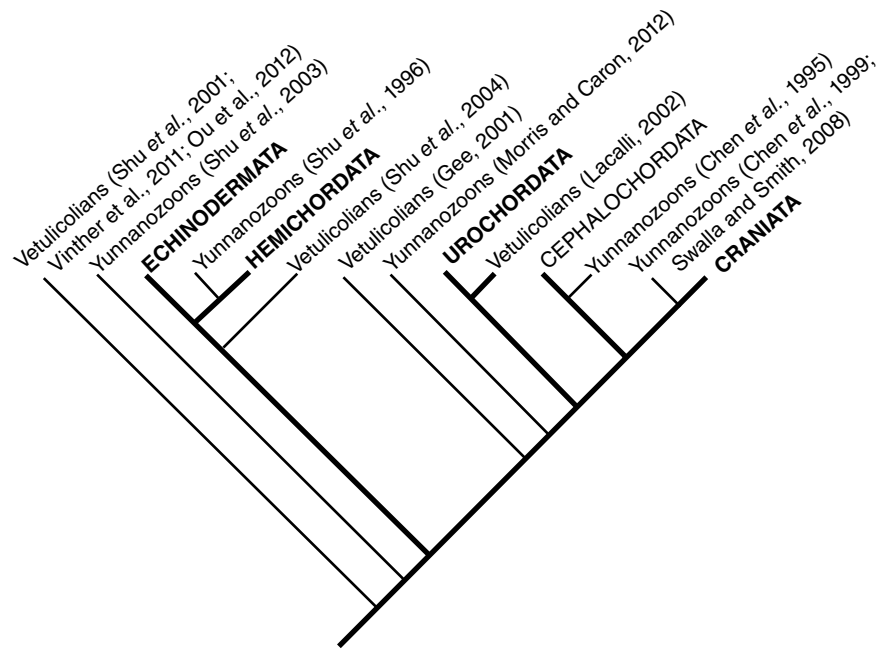 Vetulicolians (Shu et al., 2001;
Vinther et al., 2011; Ou et al., 2012)
Yunnanozoons (Shu et al., 2003)
ECHINODERMATA
Yunnanozoons (Shu et al., 1996)
HEMICHORDATA
Vetulicolians (Shu et al., 2004)
Vetulicolians (Gee, 2001)
Yunnanozoons (Morris and Caron, 2012)
UROCHORDATA
Vetulicolians (Lacalli, 2002)
CEPHALOCHORDATA
Yunnanozoons (Chen et al., 1995)
Yunnanozoons (Chen et al., 1999;
Swalla and Smith, 2008)
CRANIATA